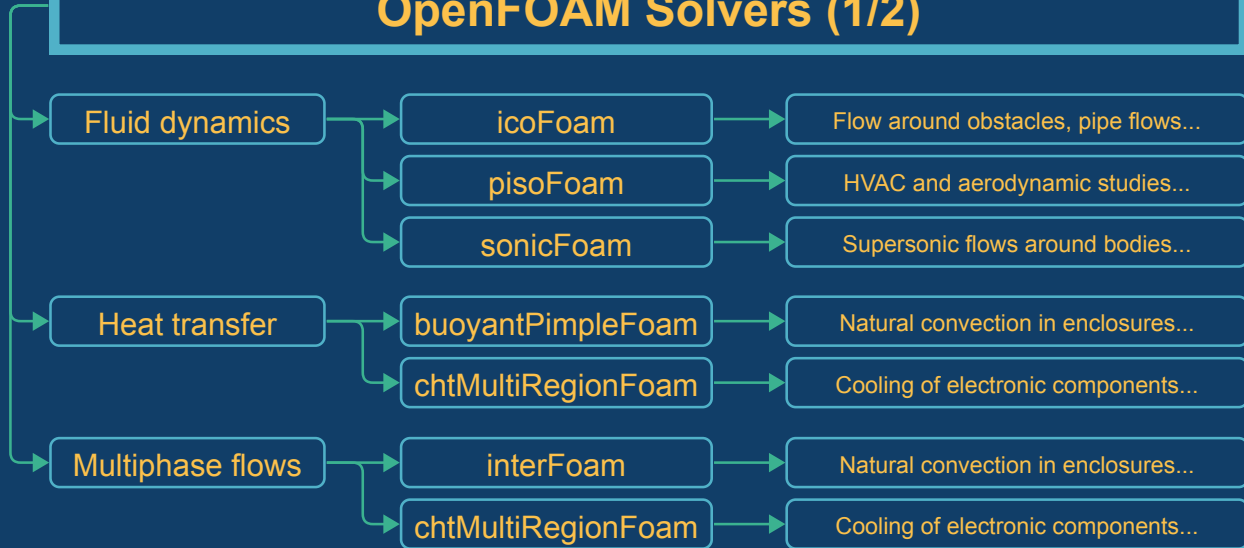 OpenFOAM Solvers (1/2)
Fluid dynamics
icoFoam
Flow around obstacles, pipe flows...
pisoFoam
HVAC and aerodynamic studies...
sonicFoam
Supersonic flows around bodies...
Heat transfer
buoyantPimpleFoam
Natural convection in enclosures...
chtMultiRegionFoam
Cooling of electronic components...
Multiphase flows
interFoam
Natural convection in enclosures...
chtMultiRegionFoam
Cooling of electronic components...